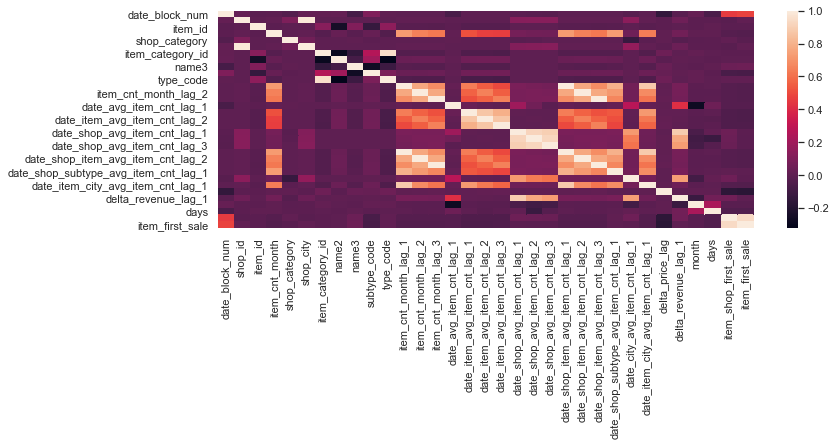 date_block_num
item_id
shop_category
item_category_id
name3
type_code
item_cnt_month_lag_2
date_avg_item_cnt_lag_1
date_item_avg_item_cnt_lag_2
date_shop_avg_item_cnt_lag_1
date_shop_avg_item_cnt_lag_3
date_shop_item_avg_item_cnt_lag_2
date_shop_subtype_avg_item_cnt_lag_1
date_item_city_avg_item_cnt_lag_1
delta_revenue_lag_1
days
item_first_sale
date_block_num
shop_id
item_id
item_cnt_month
shop_category
shop_city
item_category_id
name2
name3
subtype_code
type_code
item_cnt_month_lag_1
item_cnt_month_lag_2
item_cnt_month_lag_3
date_avg_item_cnt_lag_1
date_item_avg_item_cnt_lag_1
date_item_avg_item_cnt_lag_2
date_item_avg_item_cnt_lag_3
date_shop_avg_item_cnt_lag_1
date_shop_avg_item_cnt_lag_2
date_shop_avg_item_cnt_lag_3
date_shop_item_avg_item_cnt_lag_1
date_shop_item_avg_item_cnt_lag_2
date_shop_item_avg_item_cnt_lag_3
date_shop_subtype_avg_item_cnt_lag_1
date_city_avg_item_cnt_lag_1
date_item_city_avg_item_cnt_lag_1
delta_price_lag
delta_revenue_lag_1
month
days
item_shop_first_sale
item_first_sale
1.0
0.8
0.6
0.4
0.2
0.0
−0.2